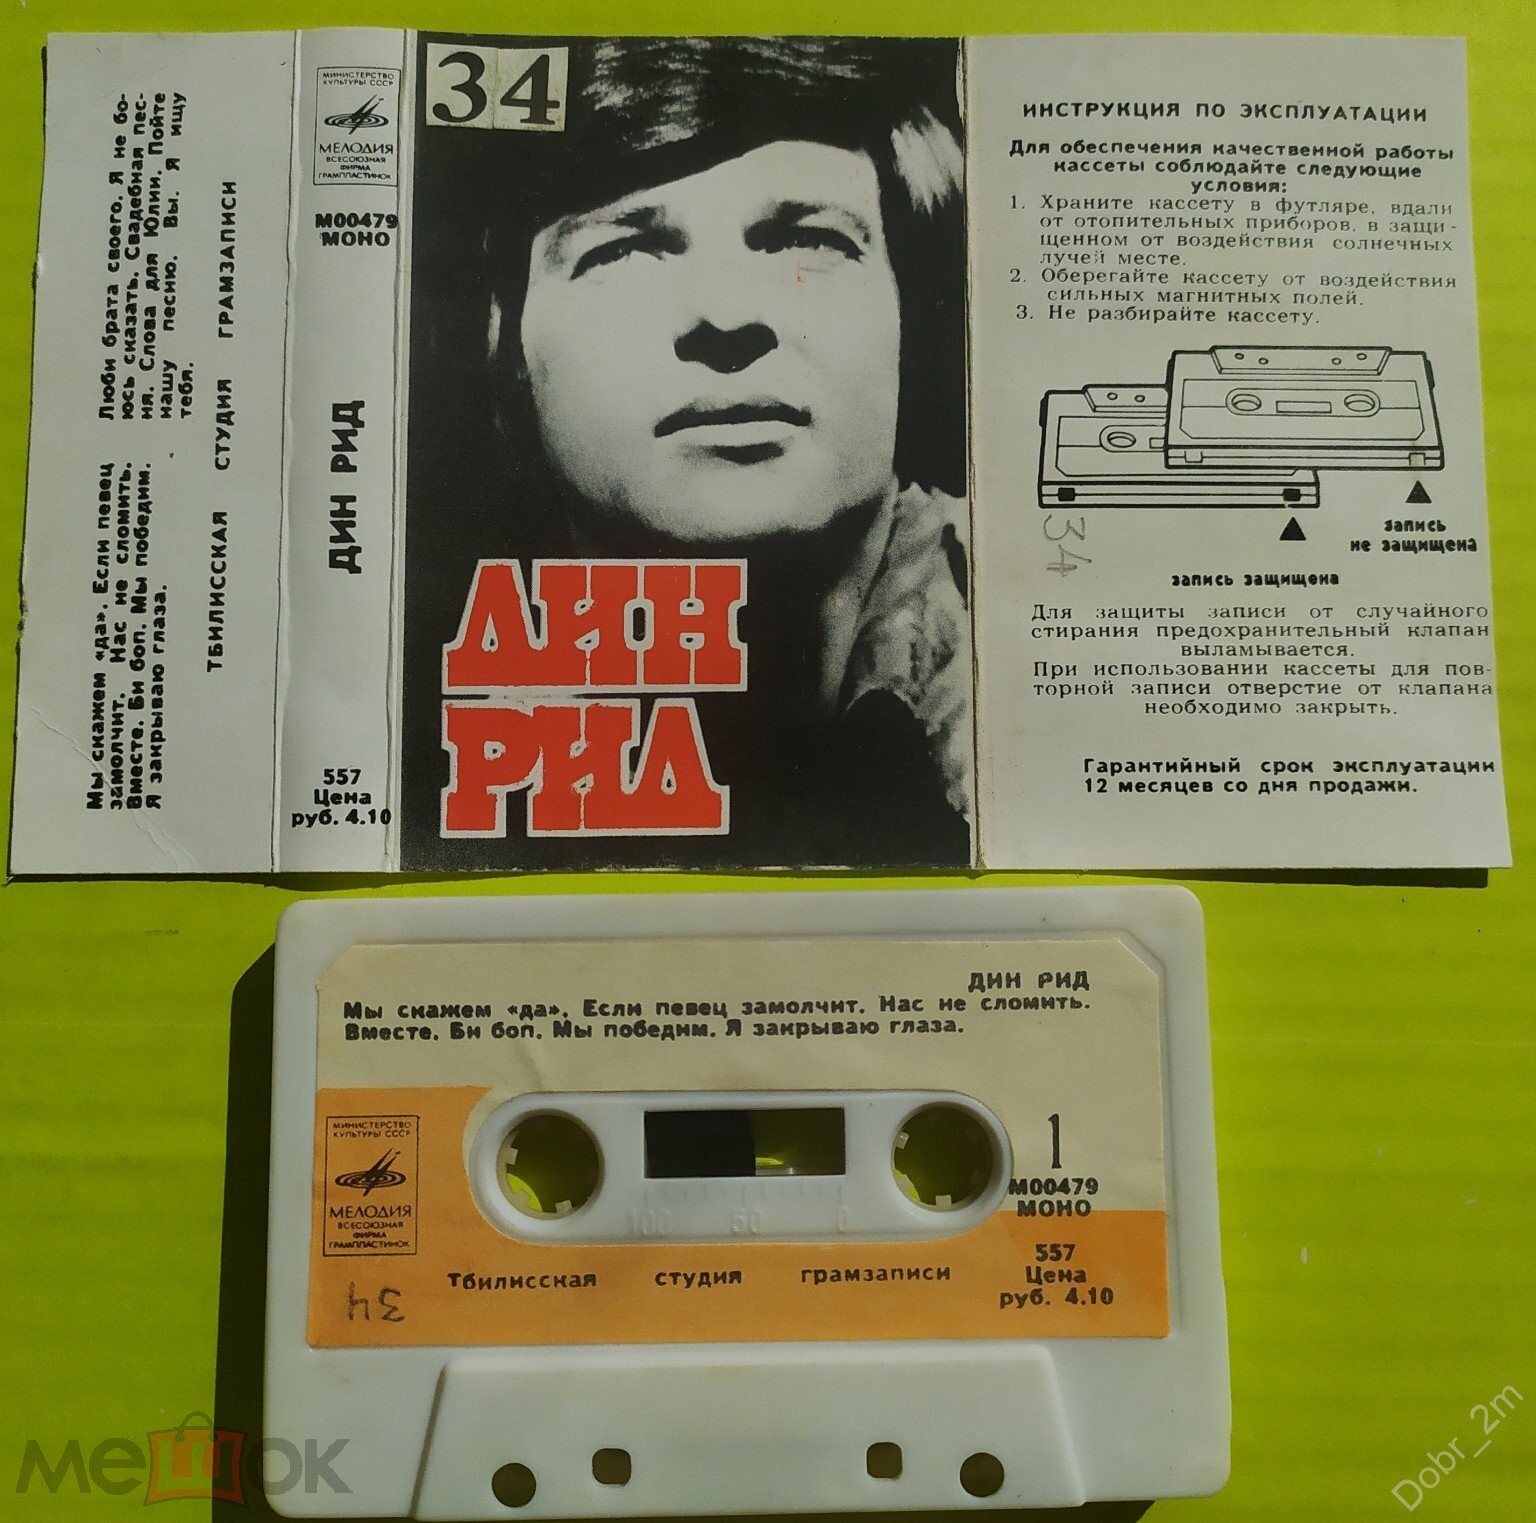 Мы скажем «да». Если певец
замолчит. Нас не сломить.
Вместе. Би боп. Мы победим.
Я закрываю глаза.
Люби брата своего. Я не бо-
юсь сказать. Свадебная пес-
ня. Слова для Юлии. Пойте
нашу песню. Вы. Я ищу
тебя.
ТБИЛИССКАЯ СТУДИЯ ГРАМЗАПИСИ
МИНИСТЕРСТВО
КУЛЬТУРЫ СССР
МЕЛОДИЯ
ВСЕСОЮЗНАЯ
ФИРМА
ГРАМПЛАСТИНОК
М00479
МОНО
ДИН РИД
557
Цена
руб. 4.10
34
ДИН
РИД
ИНСТРУКЦИЯ ПО ЭКСПЛУАТАЦИИ
Для обеспечения качественной работы
кассеты соблюдайте следующие
условия:
1. Храните кассету в футляре, вдали
от отопительных приборов, в защи-
щенном от воздействия солнечных
лучей месте.
2. Оберегайте кассету от воздействия
сильных магнитных полей.
3. Не разбирайте кассету.
34
запись
не защищена
запись защищена
Для защиты записи от случайного
стирания предохранительный клапан
выламывается.
При использовании кассеты для пов-
торной записи отверстие от клапана
необходимо закрыть.
Гарантийный срок эксплуатации
12 месяцев со дня продажи.
ДИН РИД
Мы скажем «да». Если певец замолчит. Нас не сломить.
Вместе. Би боп. Мы победим. Я закрываю глаза.
МИНИСТЕРСТВО
КУЛЬТУРЫ СССР
МЕЛОДИЯ
ВСЕСОЮЗНАЯ
ФИРМА
ГРАМПЛАСТИНОК
100 50 0
1
М00479
МОНО
557
Цена
руб. 4.10
Тбилисская студия грамзаписи
34
мешок
Dobr_2m